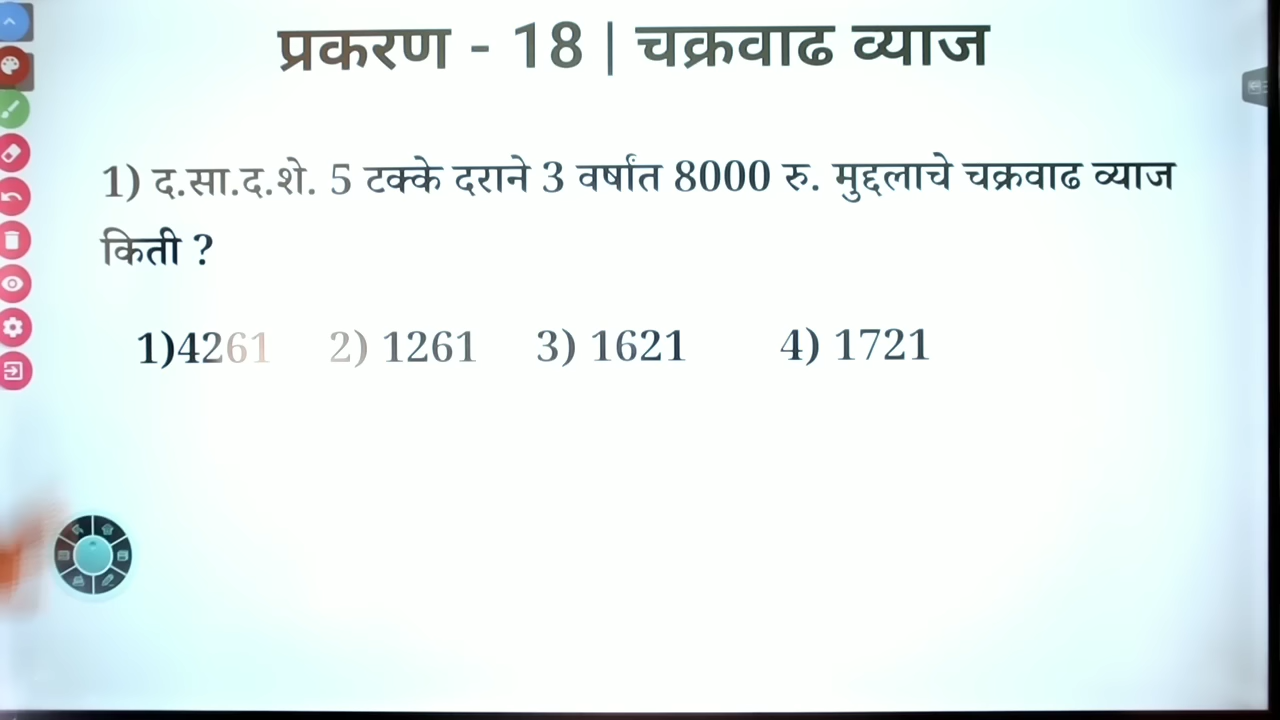 प्रकरण - 18 | चक्रवाढ व्याज
1) द.सा.द.शे. 5 टक्के दराने 3 वर्षांत 8000 रु. मुद्दलाचे चक्रवाढ व्याज
किती ?
1)4261 2) 1261 3) 1621 4) 1721